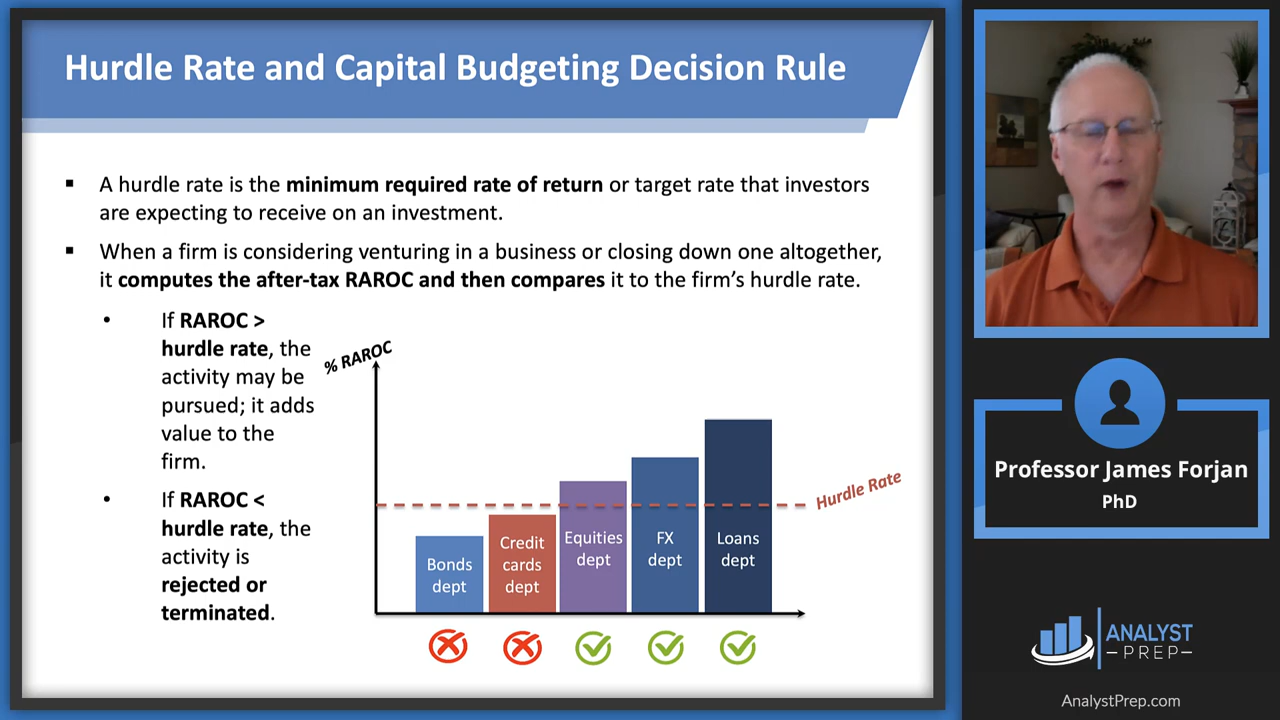 Hurdle Rate and Capital Budgeting Decision Rule
▪ A hurdle rate is the minimum required rate of return or target rate that investors
are expecting to receive on an investment.
▪ When a firm is considering venturing in a business or closing down one altogether,
it computes the after-tax RAROC and then compares it to the firm's hurdle rate.
• If RAROC >
hurdle rate, the
activity may be
pursued; it adds
value to the
firm.
• If RAROC <
hurdle rate, the
activity is
rejected or
terminated.
% RAROC
Hurdle Rate
Bonds
dept
Credit
cards
dept
Equities
dept
FX
dept
Loans
dept
Professor James Forjan
PhD
ANALYST
PREP
AnalystPrep.com